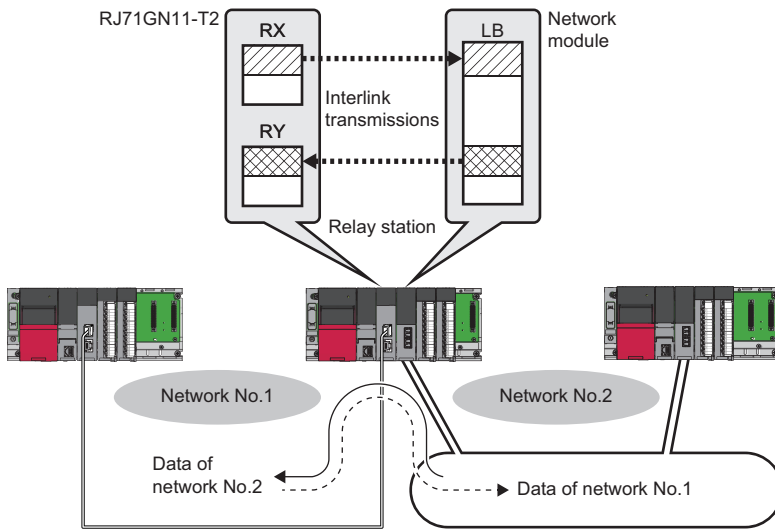 RJ71GN11-T2
RX
LB
Network
module
Interlink
transmissions
RY
Relay station
Network No.1
Network No.2
Data of
network No.2
Data of network No.1